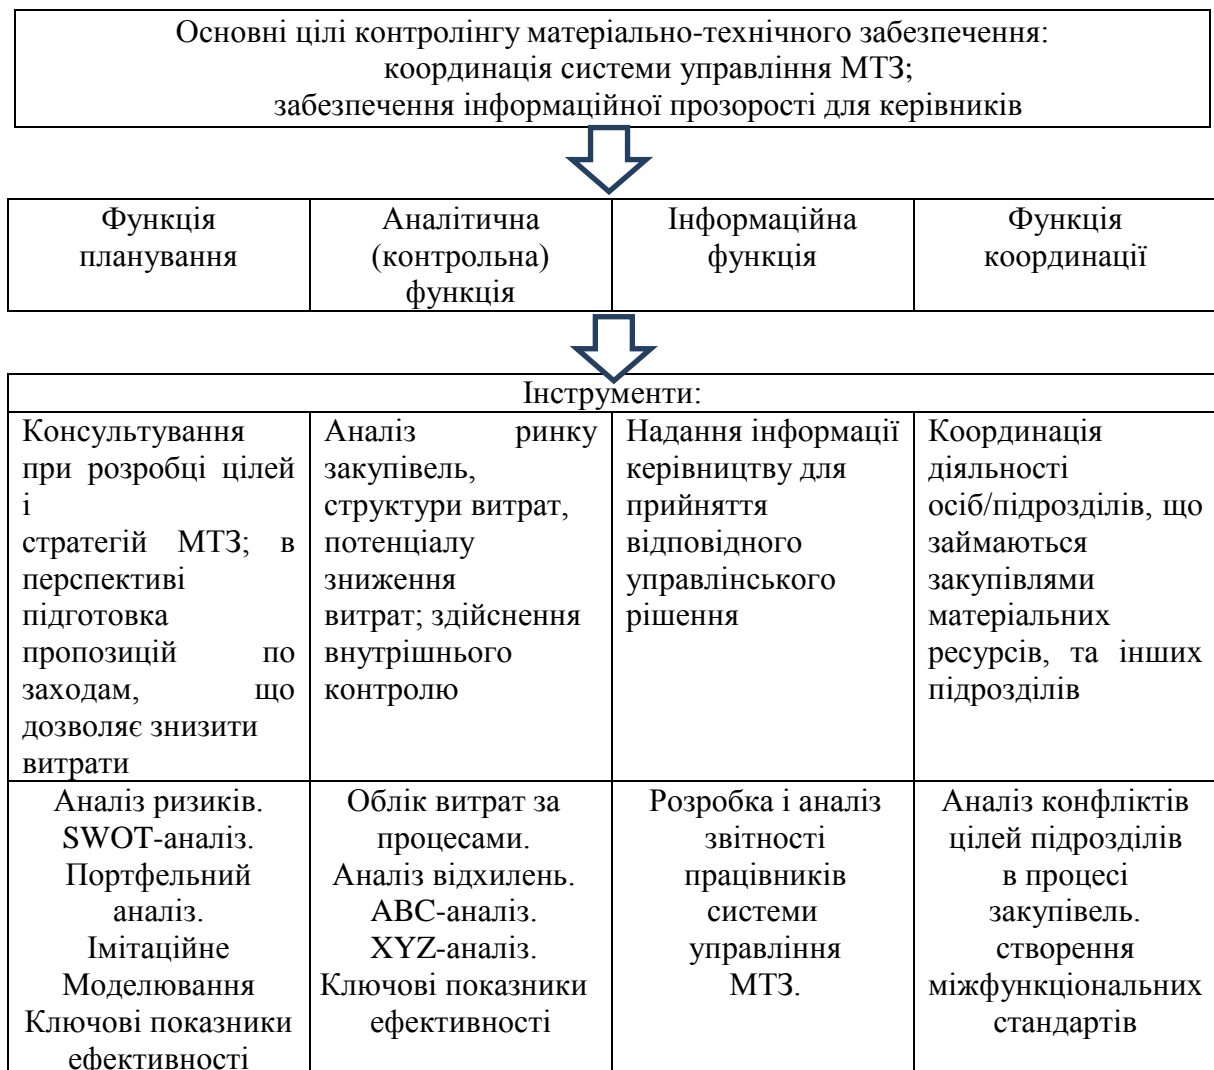 Основні цілі контролінгу матеріально-технічного забезпечення:
координація системи управління МТЗ;
забезпечення інформаційної прозорості для керівників
Функція
планування
Аналітична
(контрольна)
функція
Інформаційна
функція
Функція
координації
Інструменти:
Консультування
при розробці цілей
і
стратегій МТЗ; в
перспективі
підготовка
пропозицій по
заходам, що
дозволяє знизити
витрати
Аналіз ринку
закупівель,
структури витрат,
потенціалу
зниження
витрат; здійснення
внутрішнього
контролю
Надання інформації
керівництву для
прийняття
відповідного
управлінського
рішення
Координація
діяльності
осіб/підрозділів, що
займаються
закупівлями
матеріальних
ресурсів, та інших
підрозділів
Аналіз ризиків.
SWOT-аналіз.
Портфельний
аналіз.
Імітаційне
Моделювання
Ключові показники
ефективності
Облік витрат за
процесами.
Аналіз відхилень.
АВС-аналіз.
XYZ-аналіз.
Ключові показники
ефективності
Розробка і аналіз
звітності
працівників
системи
управління
МТЗ.
Аналіз конфліктів
цілей підрозділів
в процесі
закупівель.
створення
міжфункціональних
стандартів